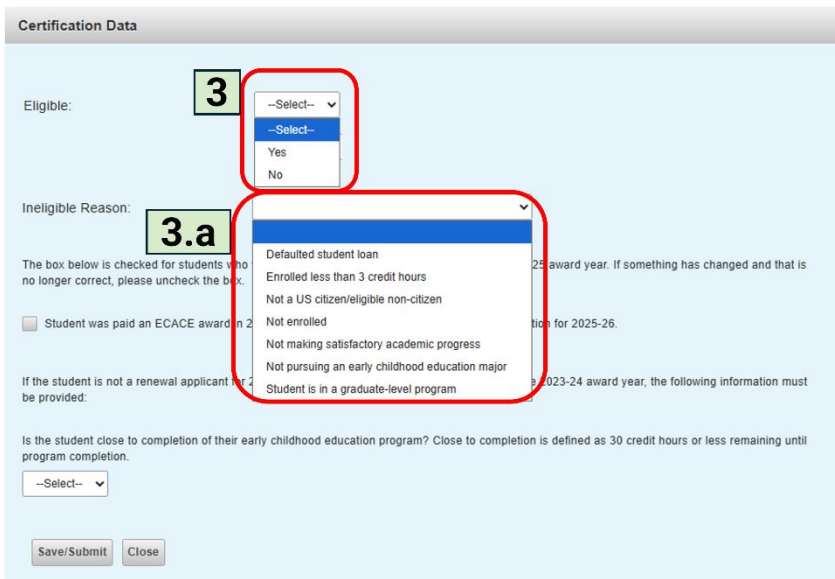 Certification Data
3
Eligible:
--Select--
--Select--
Yes
No
Ineligible Reason:
3.a
Defaulted student loan
Enrolled less than 3 credit hours
Not a US citizen/eligible non-citizen
Not enrolled
Not making satisfactory academic progress
Not pursuing an early childhood education major
Student is in a graduate-level program
The box below is checked for students who 25 award year. If something has changed and that is
no longer correct, please uncheck the box.
Student was paid an ECACE award in 2 tion for 2025-26.
If the student is not a renewal applicant for 2 2023-24 award year, the following information must
be provided:
Is the student close to completion of their early childhood education program? Close to completion is defined as 30 credit hours or less remaining until
program completion.
--Select--
Save/Submit Close